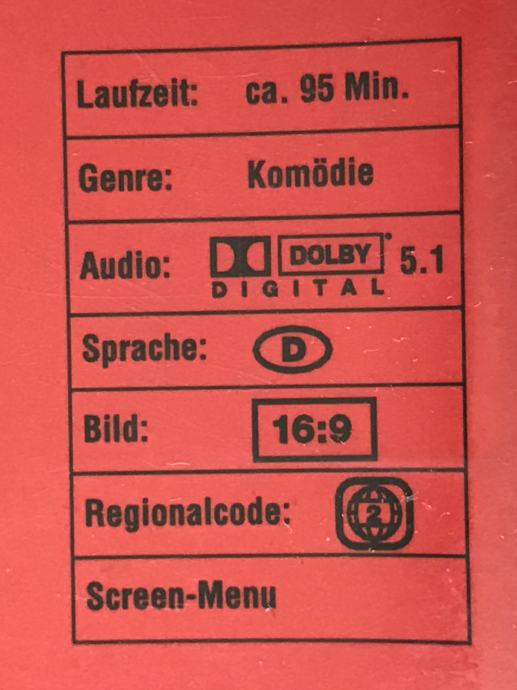 Laufzeit: ca. 95 Min.
Genre: Komödie
Audio: DOLBY 5.1
DIGITAL
Sprache: D
Bild: 16:9
Regionalcode: 2
Screen-Menu